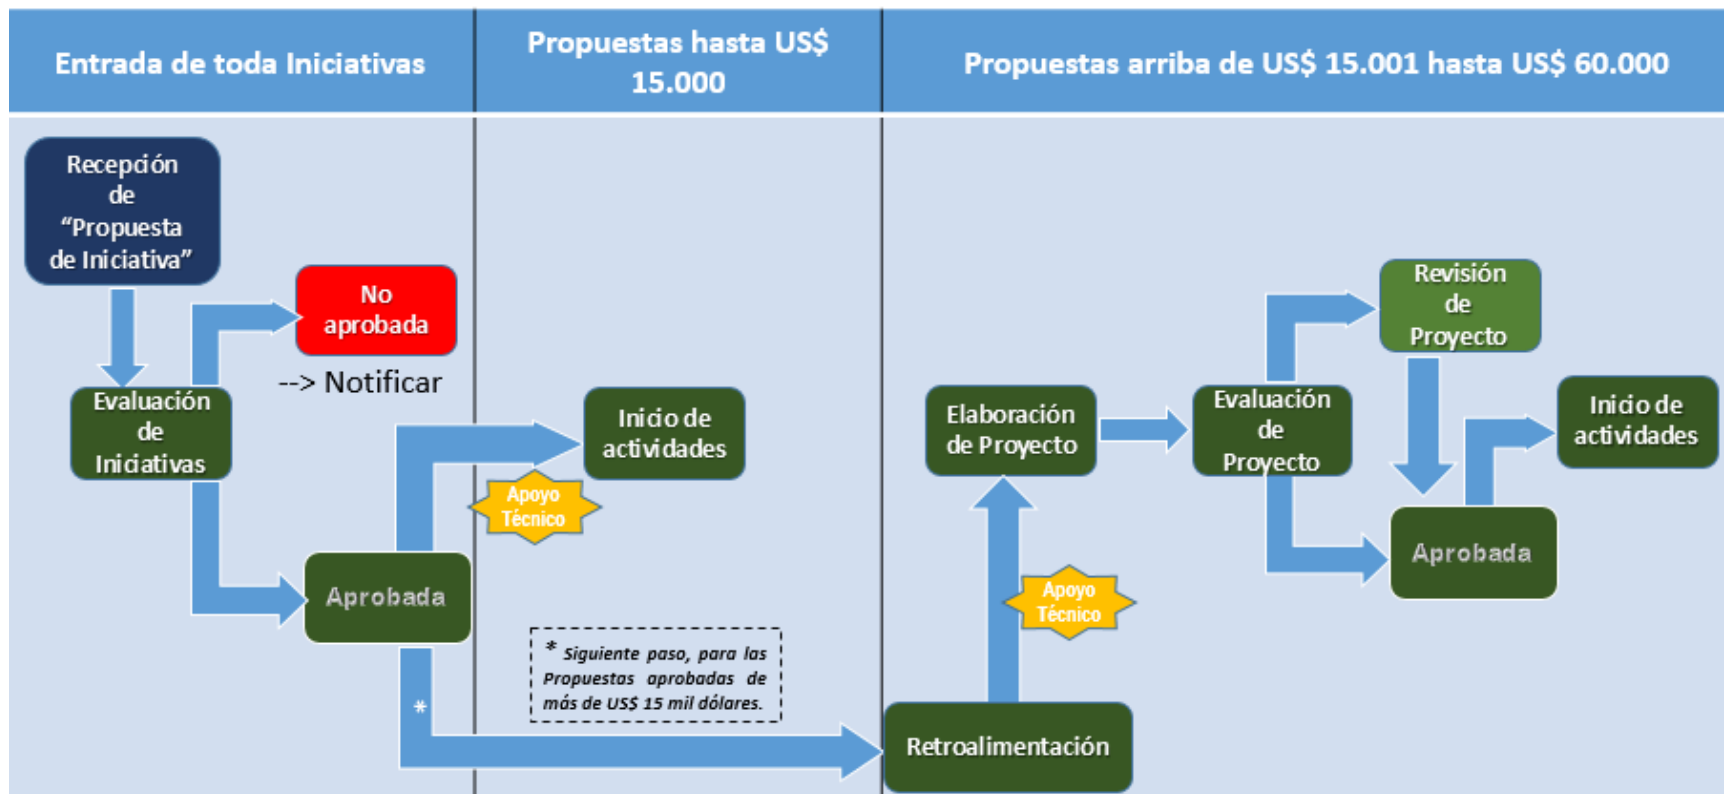 Entrada de toda Iniciativas
Propuestas hasta US$
15.000
Propuestas arriba de US$ 15.001 hasta US$ 60.000
Recepción
de
“Propuesta
de Iniciativa”
No
aprobada
--> Notificar
Evaluación
de
Iniciativas
Aprobada
Inicio de
actividades
Apoyo
Técnico
*
* Siguiente paso, para las
Propuestas aprobadas de
más de US$ 15 mil dólares.
Retroalimentación
Apoyo
Técnico
Elaboración
de Proyecto
Evaluación
de
Proyecto
Revisión
de
Proyecto
Aprobada
Inicio de
actividades